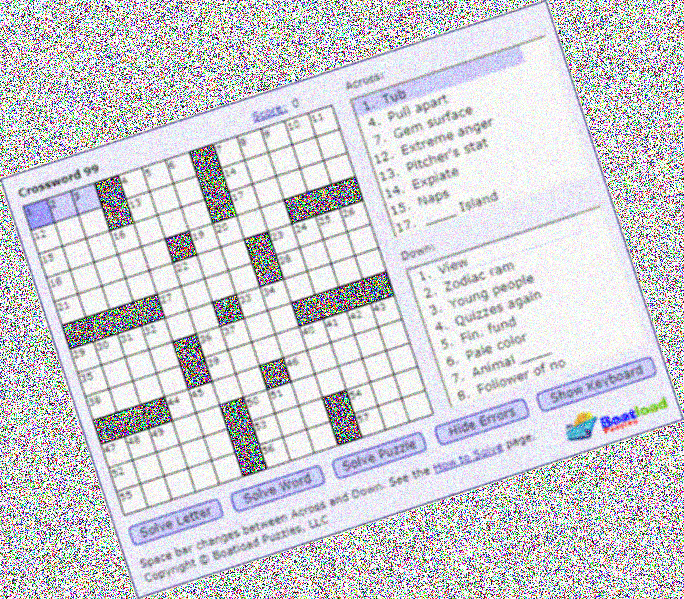 Crossword 99
Score: 0
Across:
1. Tub
4. Pull apart
7. Gem surface
12. Extreme anger
13. Pitcher's stat
14. Expiate
15. Naps
17. _____ Island
Down:
1. View
2. Zodiac ram
3. Young people
4. Quizzes again
5. Fin. fund
6. Pale color
7. Animal _____
8. Follower of no
Solve Letter
Solve Word
Solve Puzzle
Hide Errors
Show Keyboard
Space bar changes between Across and Down. See the How to Solve page.
Copyright © Boatload Puzzles, LLC
Boatload